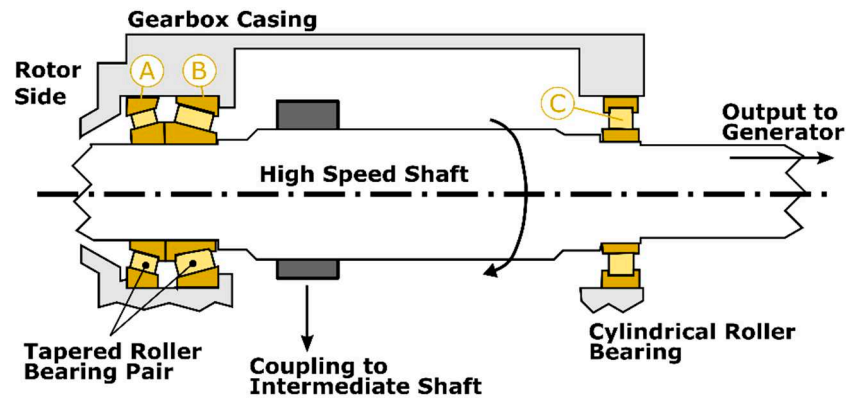 Gearbox Casing
Rotor
Side
A
B
C
Output to
Generator
High Speed Shaft
Tapered Roller
Bearing Pair
Coupling to
Intermediate Shaft
Cylindrical Roller
Bearing